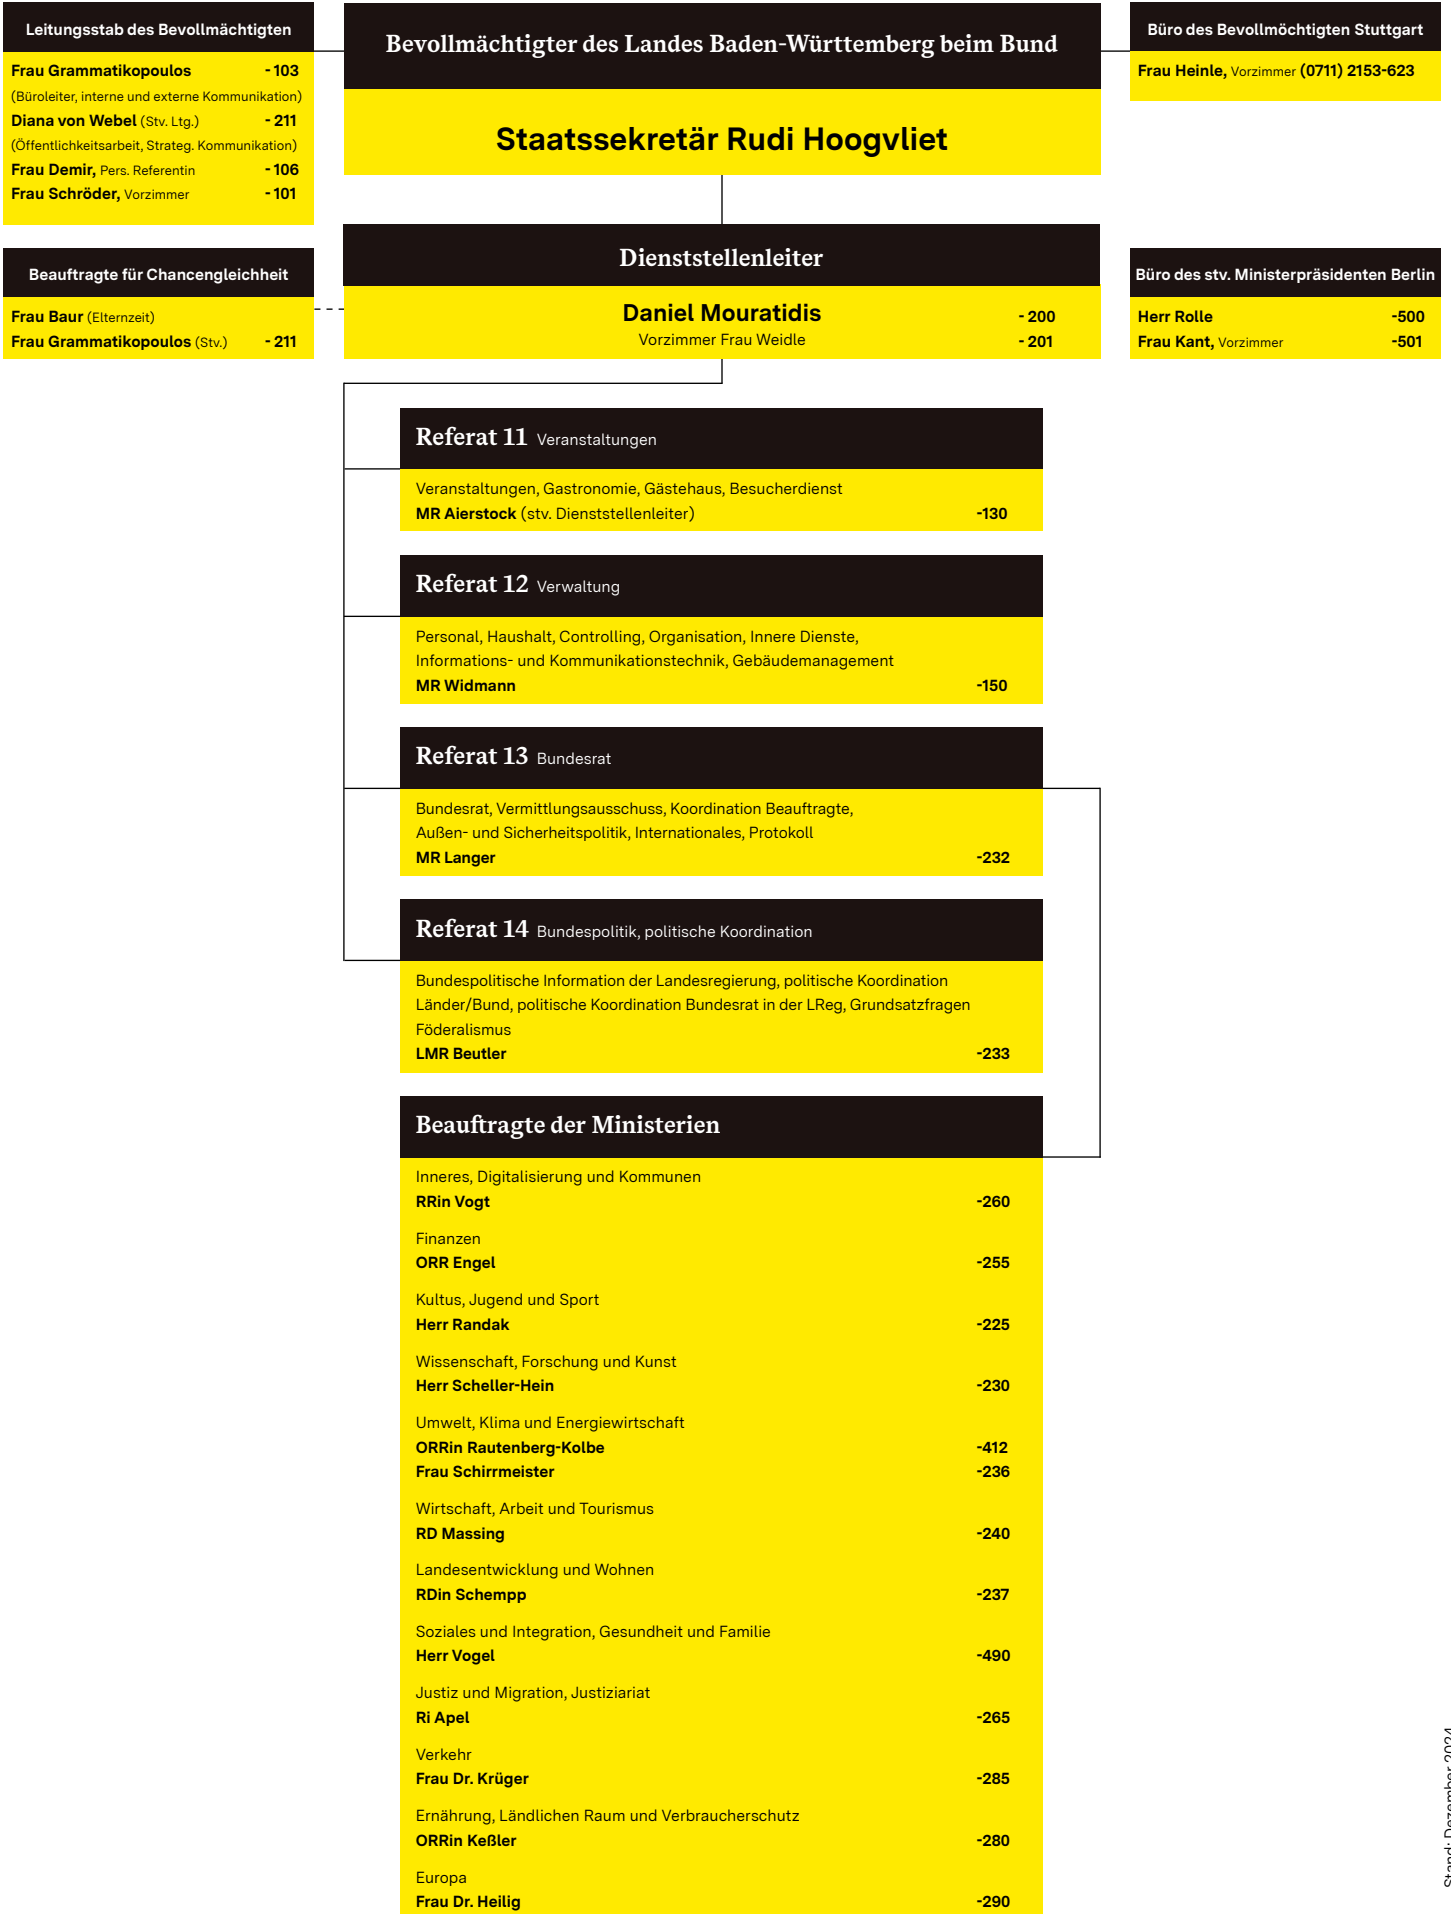 Leitungsstab des Bevollmächtigten
Frau Grammatikopoulos - 103
(Büroleiter, interne und externe Kommunikation)
Diana von Webel (Stv. Ltg.) - 211
(Öffentlichkeitsarbeit, Strateg. Kommunikation)
Frau Demir, Pers. Referentin - 106
Frau Schröder, Vorzimmer - 101
Bevollmächtigter des Landes Baden-Württemberg beim Bund
Staatssekretär Rudi Hoogvliet
Büro des Bevollmöchtigten Stuttgart
Frau Heinle, Vorzimmer (0711) 2153-623
Beauftragte für Chancengleichheit
Frau Baur (Elternzeit)
Frau Grammatikopoulos (Stv.) - 211
Dienststellenleiter
Daniel Mouratidis - 200
Vorzimmer Frau Weidle - 201
Büro des stv. Ministerpräsidenten Berlin
Herr Rolle -500
Frau Kant, Vorzimmer -501
Referat 11 Veranstaltungen
Veranstaltungen, Gastronomie, Gästehaus, Besucherdienst
MR Aierstock (stv. Dienststellenleiter) -130
Referat 12 Verwaltung
Personal, Haushalt, Controlling, Organisation, Innere Dienste,
Informations- und Kommunikationstechnik, Gebäudemanagement
MR Widmann -150
Referat 13 Bundesrat
Bundesrat, Vermittlungsausschuss, Koordination Beauftragte,
Außen- und Sicherheitspolitik, Internationales, Protokoll
MR Langer -232
Referat 14 Bundespolitik, politische Koordination
Bundespolitische Information der Landesregierung, politische Koordination
Länder/Bund, politische Koordination Bundesrat in der LReg, Grundsatzfragen
Föderalismus
LMR Beutler -233
Beauftragte der Ministerien
Inneres, Digitalisierung und Kommunen
RRin Vogt -260
Finanzen
ORR Engel -255
Kultus, Jugend und Sport
Herr Randak -225
Wissenschaft, Forschung und Kunst
Herr Scheller-Hein -230
Umwelt, Klima und Energiewirtschaft
ORRin Rautenberg-Kolbe -412
Frau Schirrmeister -236
Wirtschaft, Arbeit und Tourismus
RD Massing -240
Landesentwicklung und Wohnen
RDin Schempp -237
Soziales und Integration, Gesundheit und Familie
Herr Vogel -490
Justiz und Migration, Justiziariat
Ri Apel -265
Verkehr
Frau Dr. Krüger -285
Ernährung, Ländlichen Raum und Verbraucherschutz
ORRin Keßler -280
Europa
Frau Dr. Heilig -290
Stand: Dezember 2024